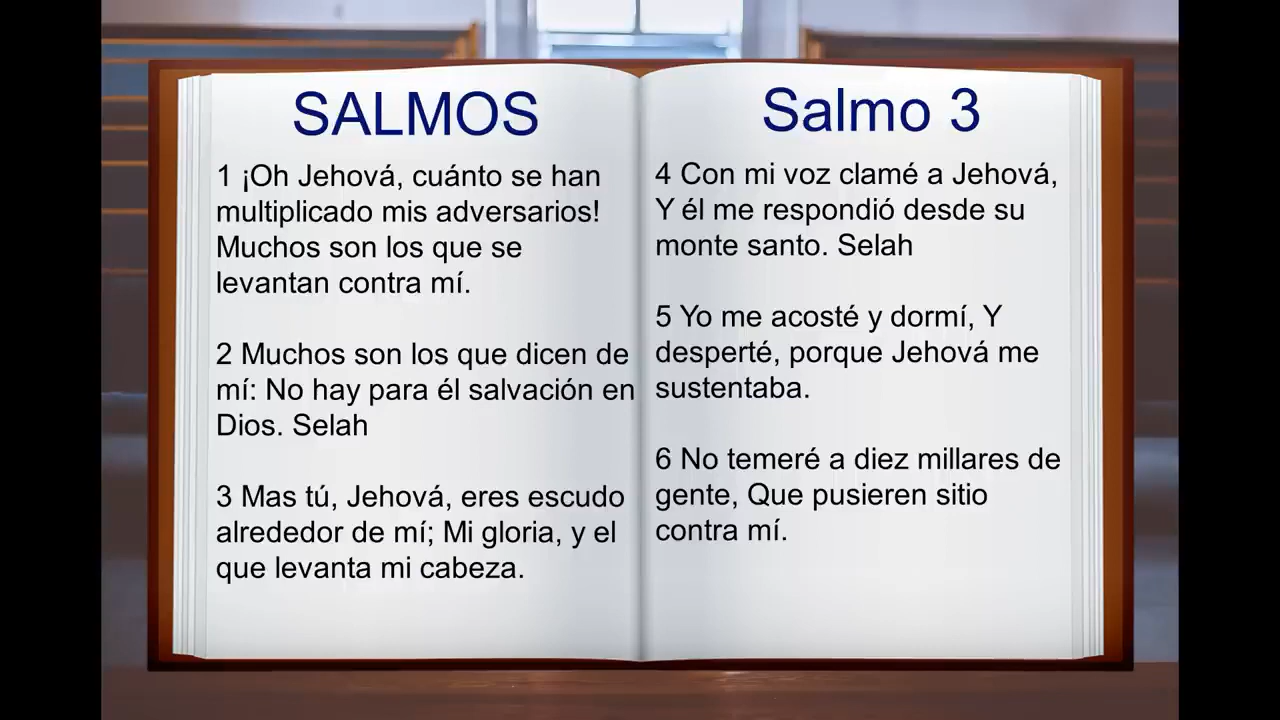 SALMOS
1 ¡Oh Jehová, cuánto se han
multiplicado mis adversarios!
Muchos son los que se
levantan contra mí.
2 Muchos son los que dicen de
mí: No hay para él salvación en
Dios. Selah
3 Mas tú, Jehová, eres escudo
alrededor de mí; Mi gloria, y el
que levanta mi cabeza.
Salmo 3
4 Con mi voz clamé a Jehová,
Y él me respondió desde su
monte santo. Selah
5 Yo me acosté y dormí, Y
desperté, porque Jehová me
sustentaba.
6 No temeré a diez millares de
gente, Que pusieren sitio
contra mí.